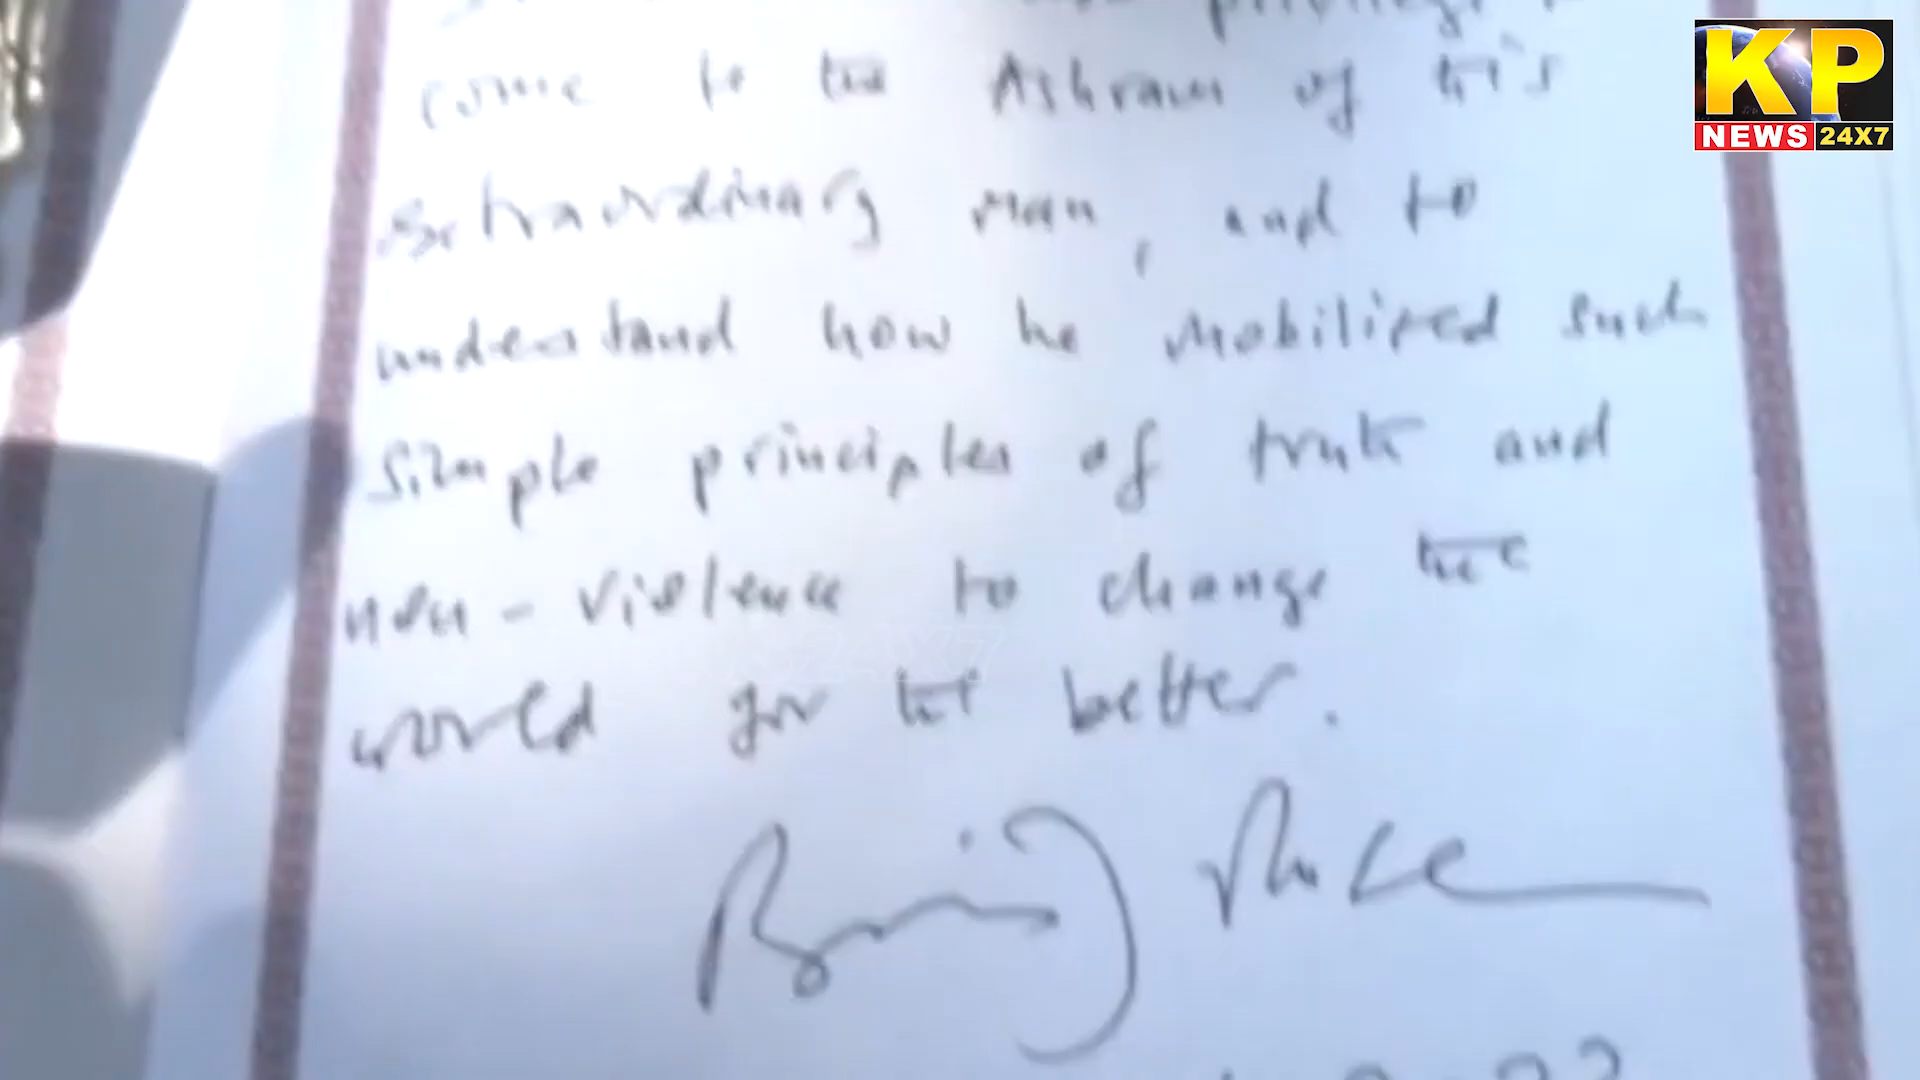 privilege
come to the Ashram of this
extraordinary man, and to
understand how he mobilized such
simple principles of truth and
non-violence to change the
world for the better.
KP
NEWS 24X7